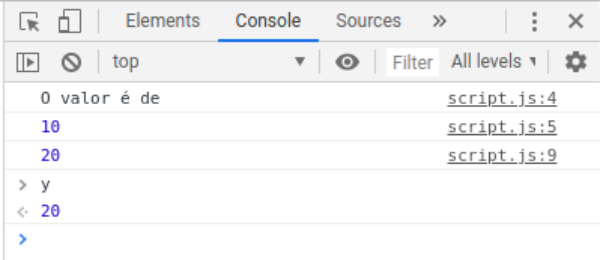 Elements Console Sources »
top Filter All levels
O valor é de script.js:4
10 script.js:5
20 script.js:9
> y
20
>